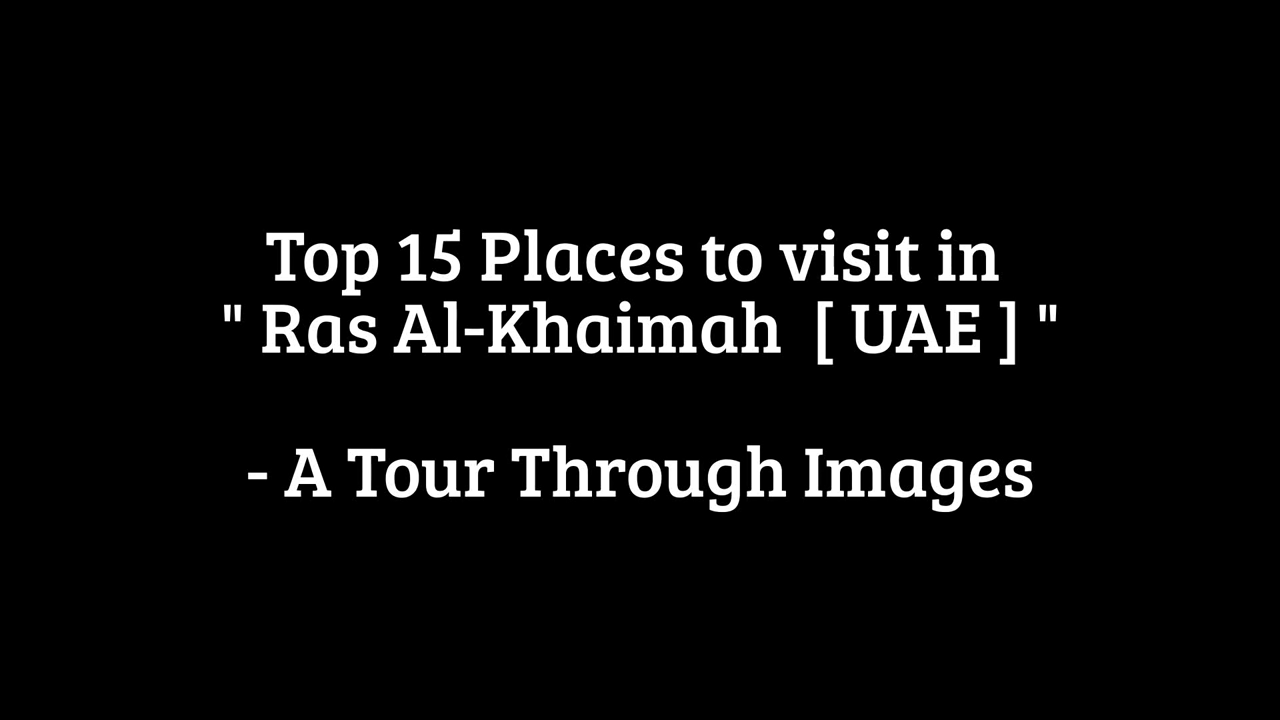 Top 15 Places to visit in
" Ras Al-Khaimah [ UAE ] "
- A Tour Through Images